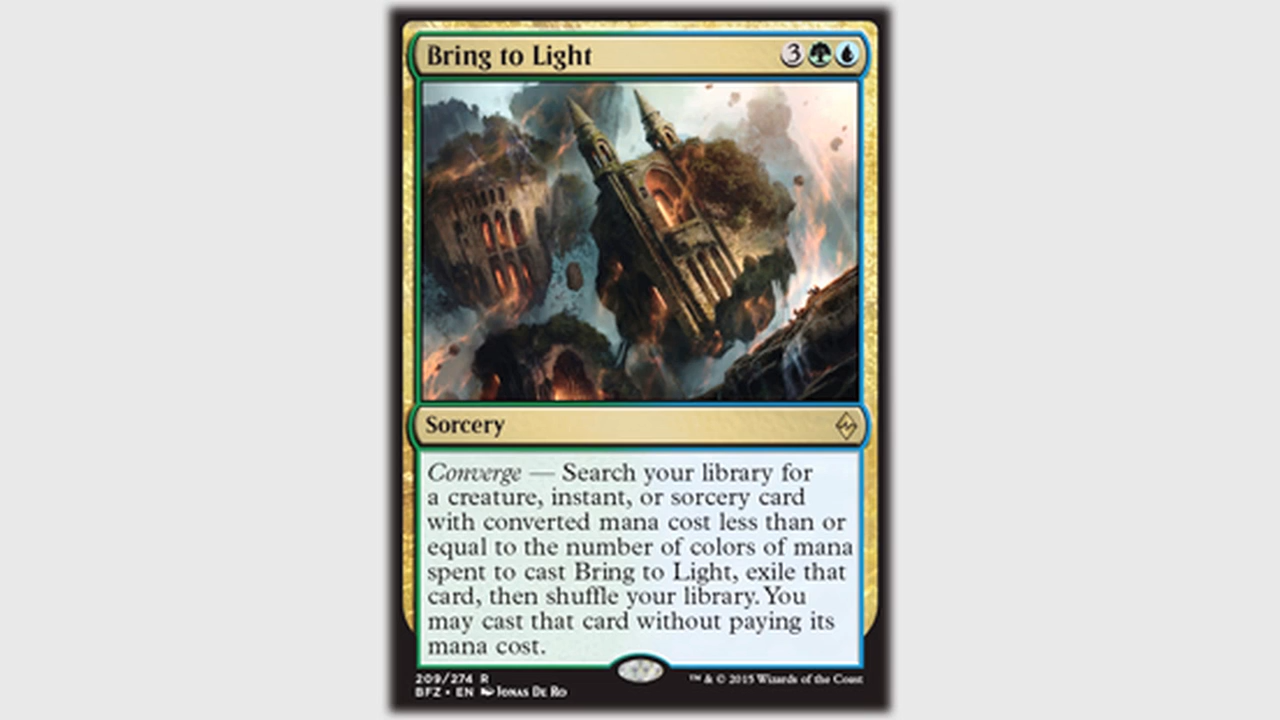 Bring to Light 3
Sorcery
Converge — Search your library for
a creature, instant, or sorcery card
with converted mana cost less than or
equal to the number of colors of mana
spent to cast Bring to Light, exile that
card, then shuffle your library. You
may cast that card without paying its
mana cost.
209/274 R
BFZ • EN Jonas De Ro
™ & © 2015 Wizards of the Coast